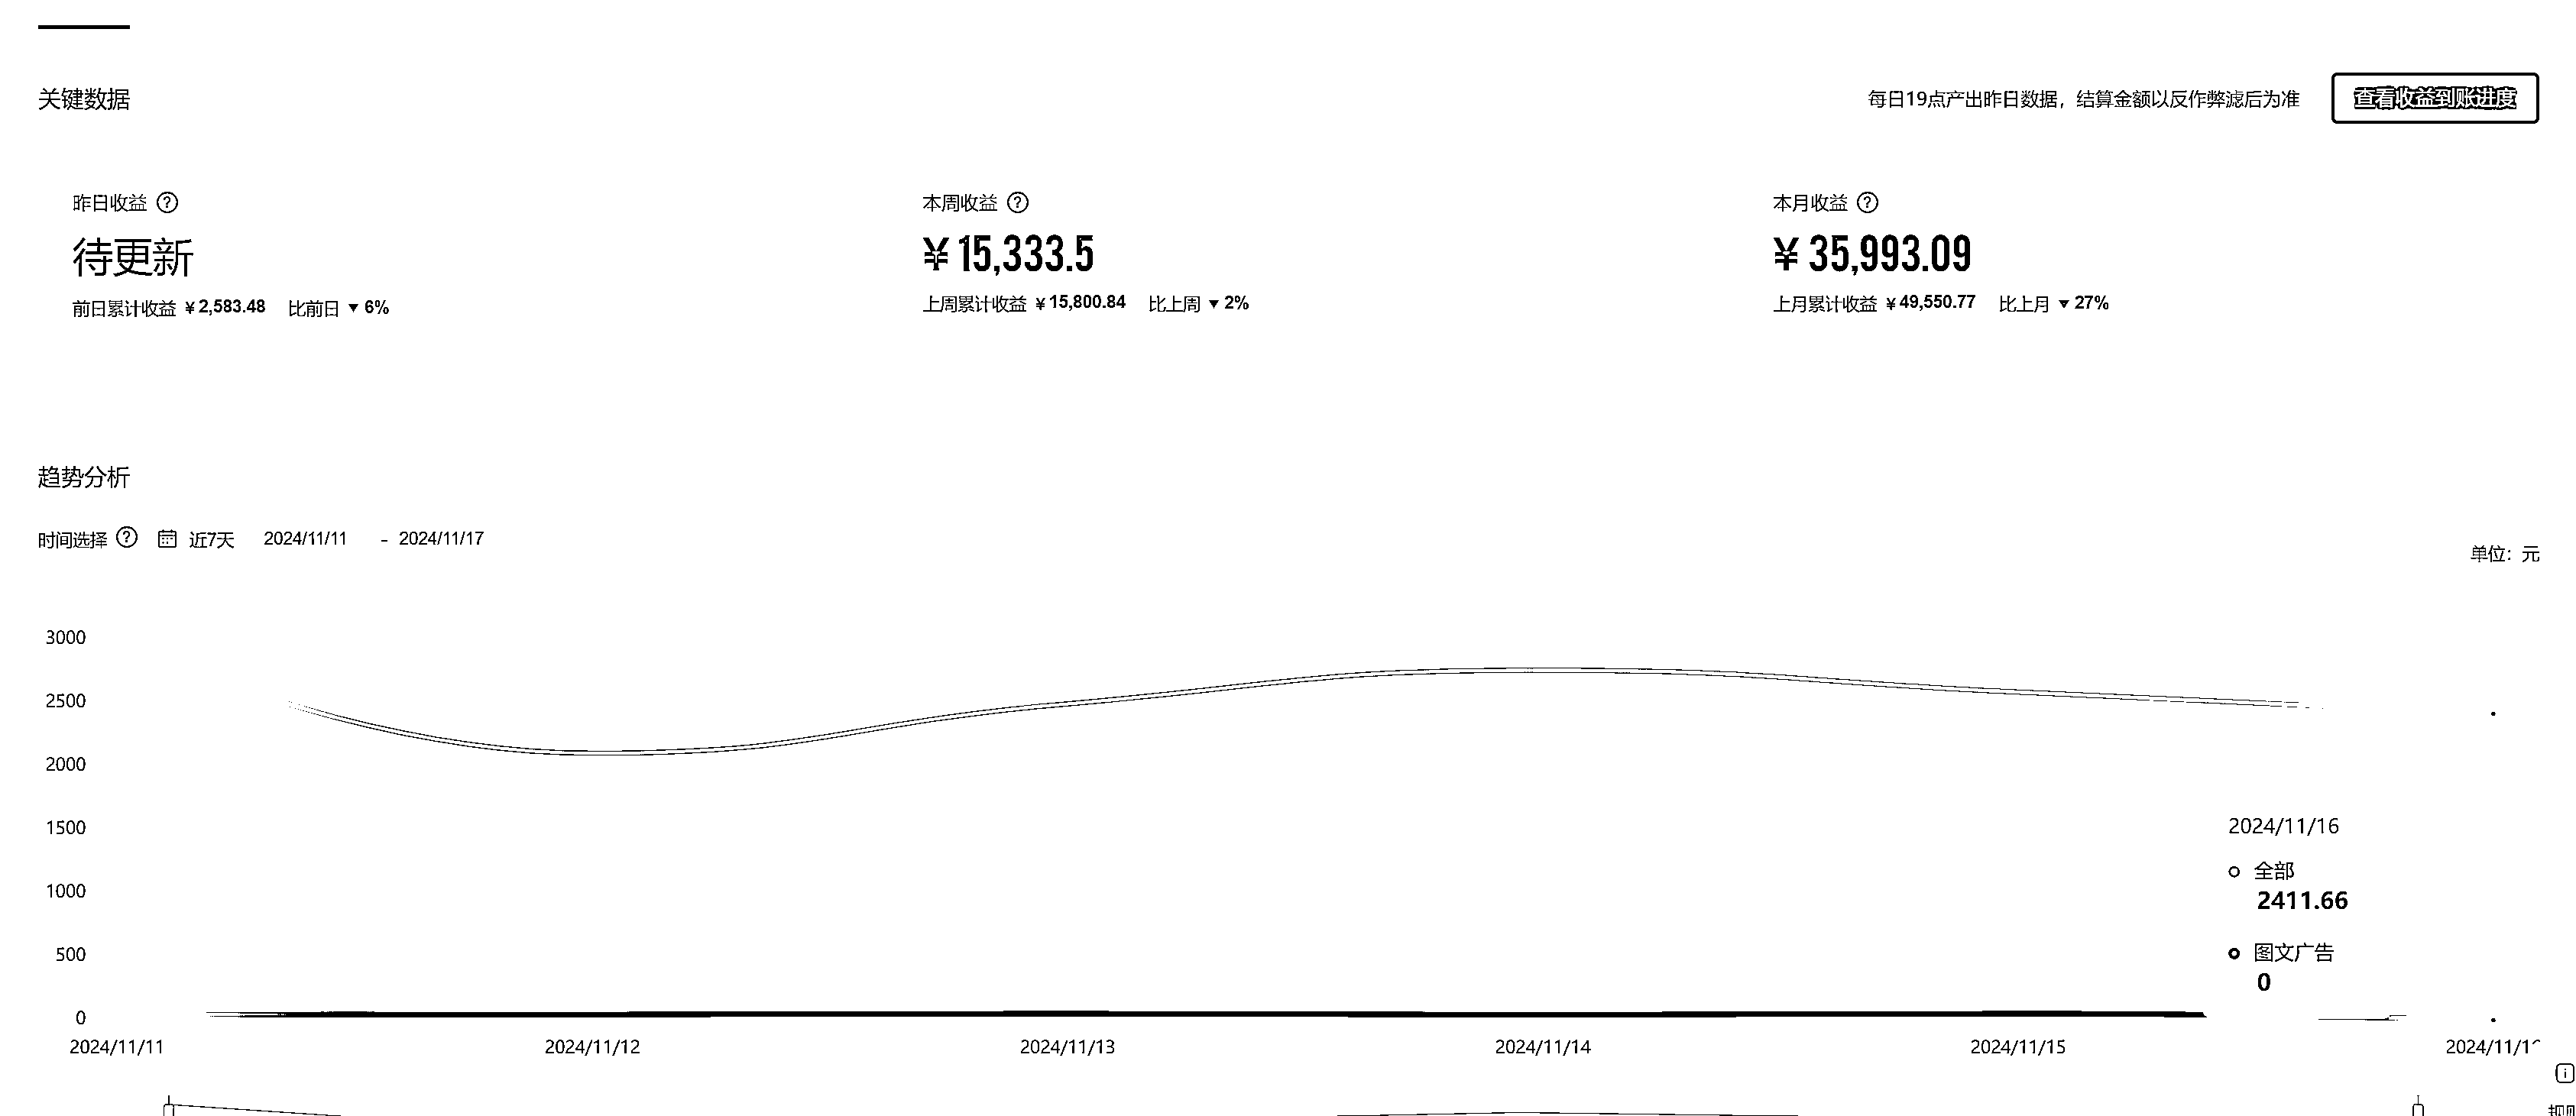 关键数据
每日19点产出昨日数据，结算金额以反作弊滤后为准
查看收益到账进度
昨日收益
待更新
前日累计收益 ¥2,583.48 比前日 ▼ 6%
本周收益
¥ 15,333.5
上周累计收益 ¥15,800.84 比上周 ▼ 2%
本月收益
¥ 35,993.09
上月累计收益 ¥49,550.77 比上月 ▼ 27%
趋势分析
时间选择 近7天 2024/11/11 - 2024/11/17
单位：元
3000
2500
2000
1500
1000
500
0
2024/11/16
全部
2411.66
图文广告
0
2024/11/11 2024/11/12 2024/11/13 2024/11/14 2024/11/15